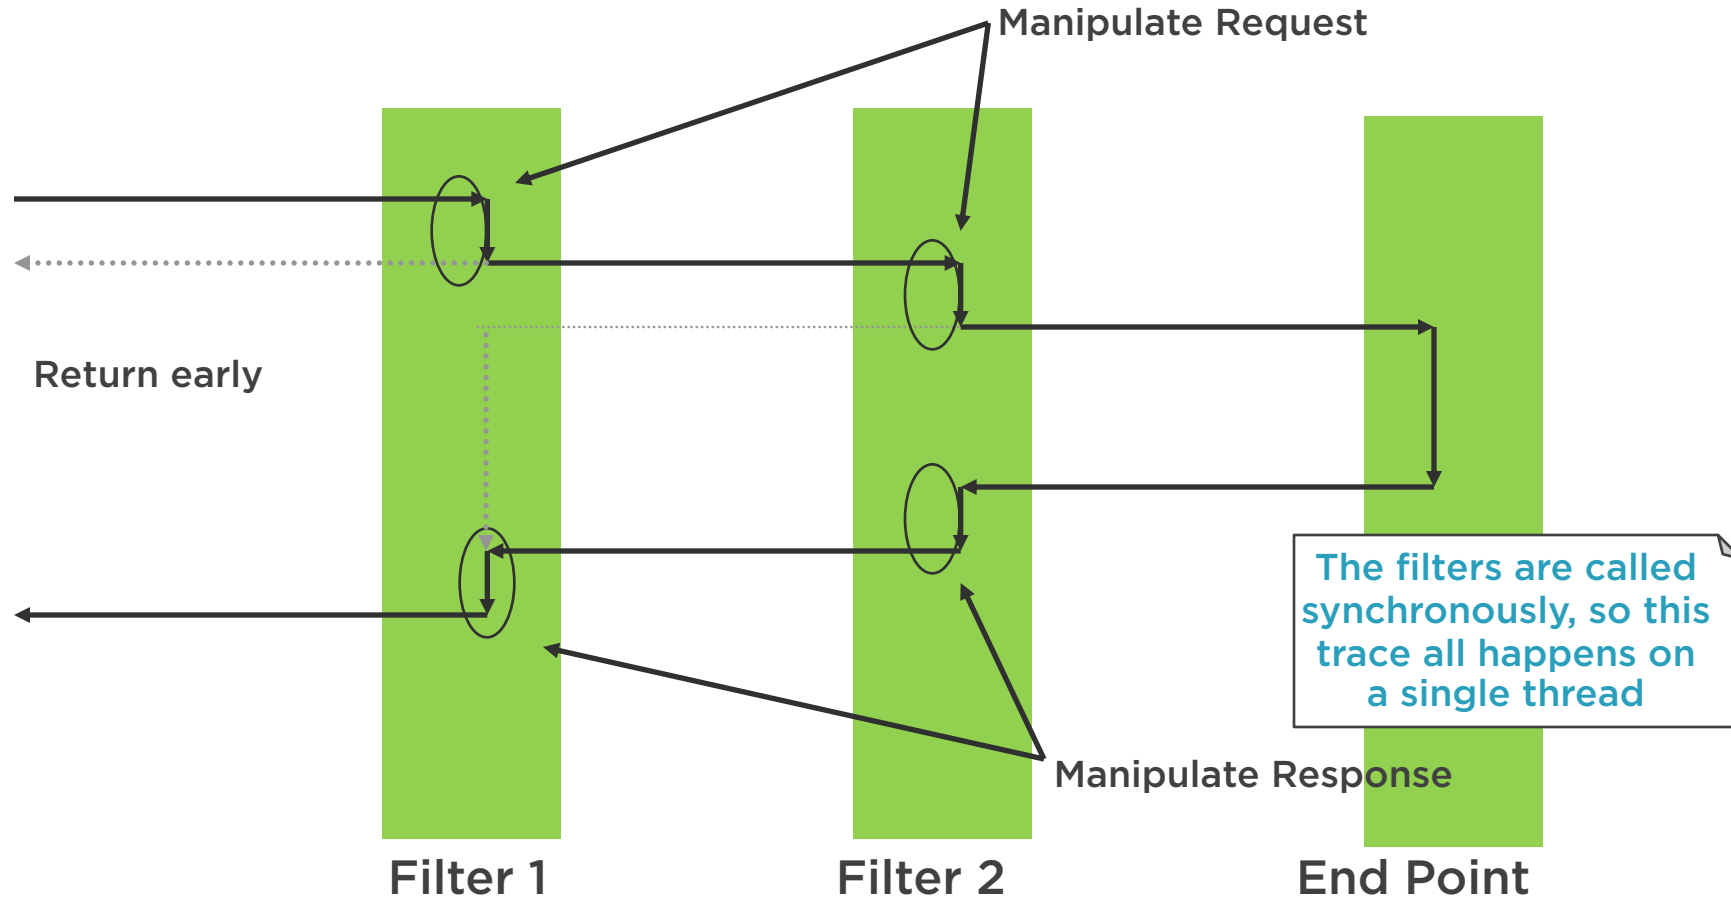 Manipulate Request
Return early
The filters are called
synchronously, so this
trace all happens on
a single thread
Manipulate Response
Filter 1
Filter 2
End Point